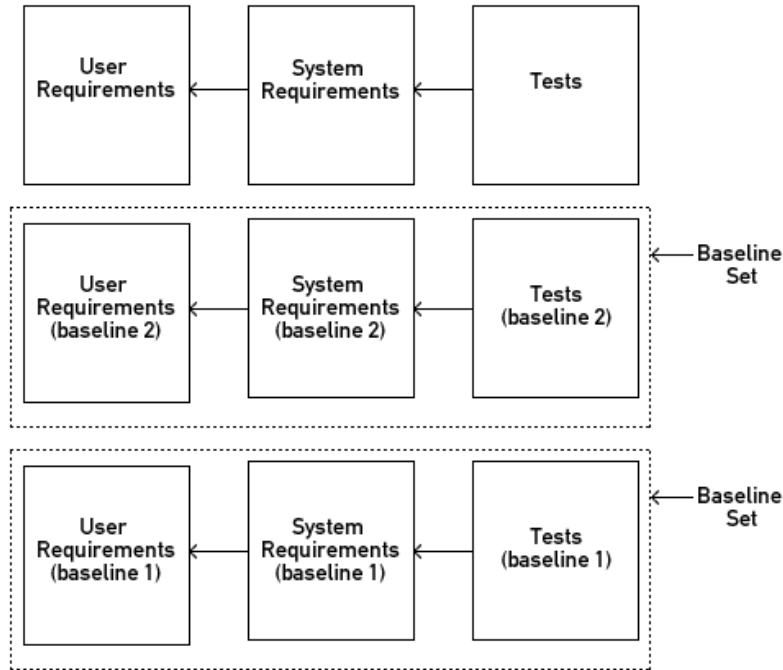 User
Requirements
System
Requirements
Tests
User
Requirements
(baseline 2)
System
Requirements
(baseline 2)
Tests
(baseline 2)
Baseline
Set
User
Requirements
(baseline 1)
System
Requirements
(baseline 1)
Tests
(baseline 1)
Baseline
Set